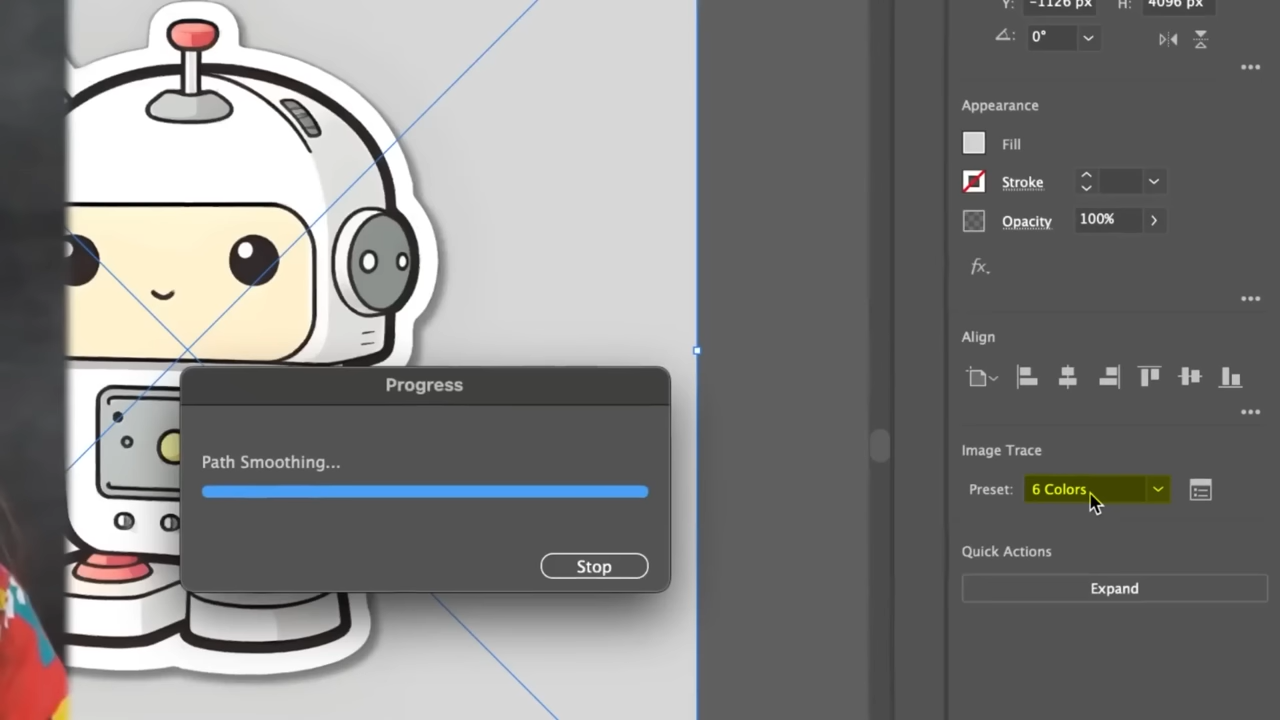 Y: -1126 px H: 4096 px
0°
Appearance
Fill
Stroke
Opacity 100%
fx.
Align
Image Trace
Preset: 6 Colors
Quick Actions
Expand
Progress
Path Smoothing...
Stop